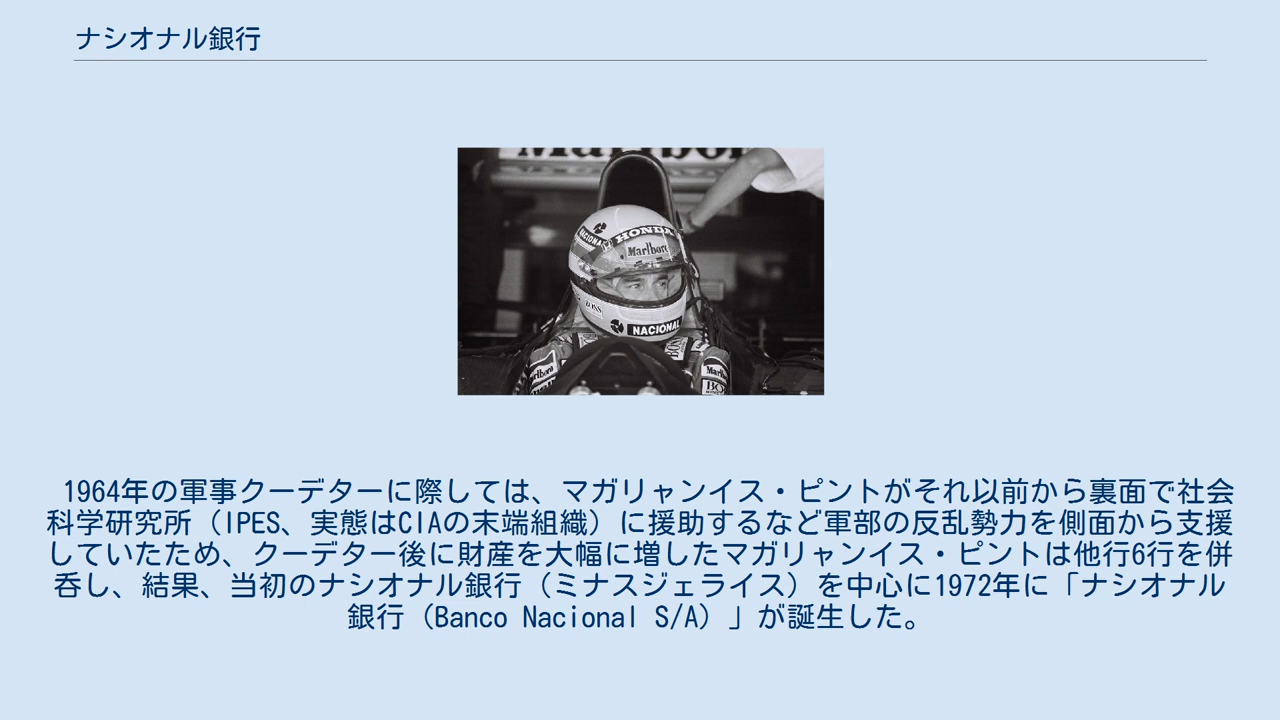 ナシオナル銀行
Marlboro
NACIONAL
HONDA
Marlboro
BOSS
NACIONAL
BOSS
Marlboro
Marlboro
BOSS
1964年の軍事クーデターに際しては、マガリャンイス・ピントがそれ以前から裏面で社会
科学研究所（IPES、実態はCIAの末端組織）に援助するなど軍部の反乱勢力を側面から支援
していたため、クーデター後に財産を大幅に増したマガリャンイス・ピントは他行6行を併
呑し、結果、当初のナシオナル銀行（ミナスジェライス）を中心に1972年に「ナシオナル
銀行（Banco Nacional S/A）」が誕生した。